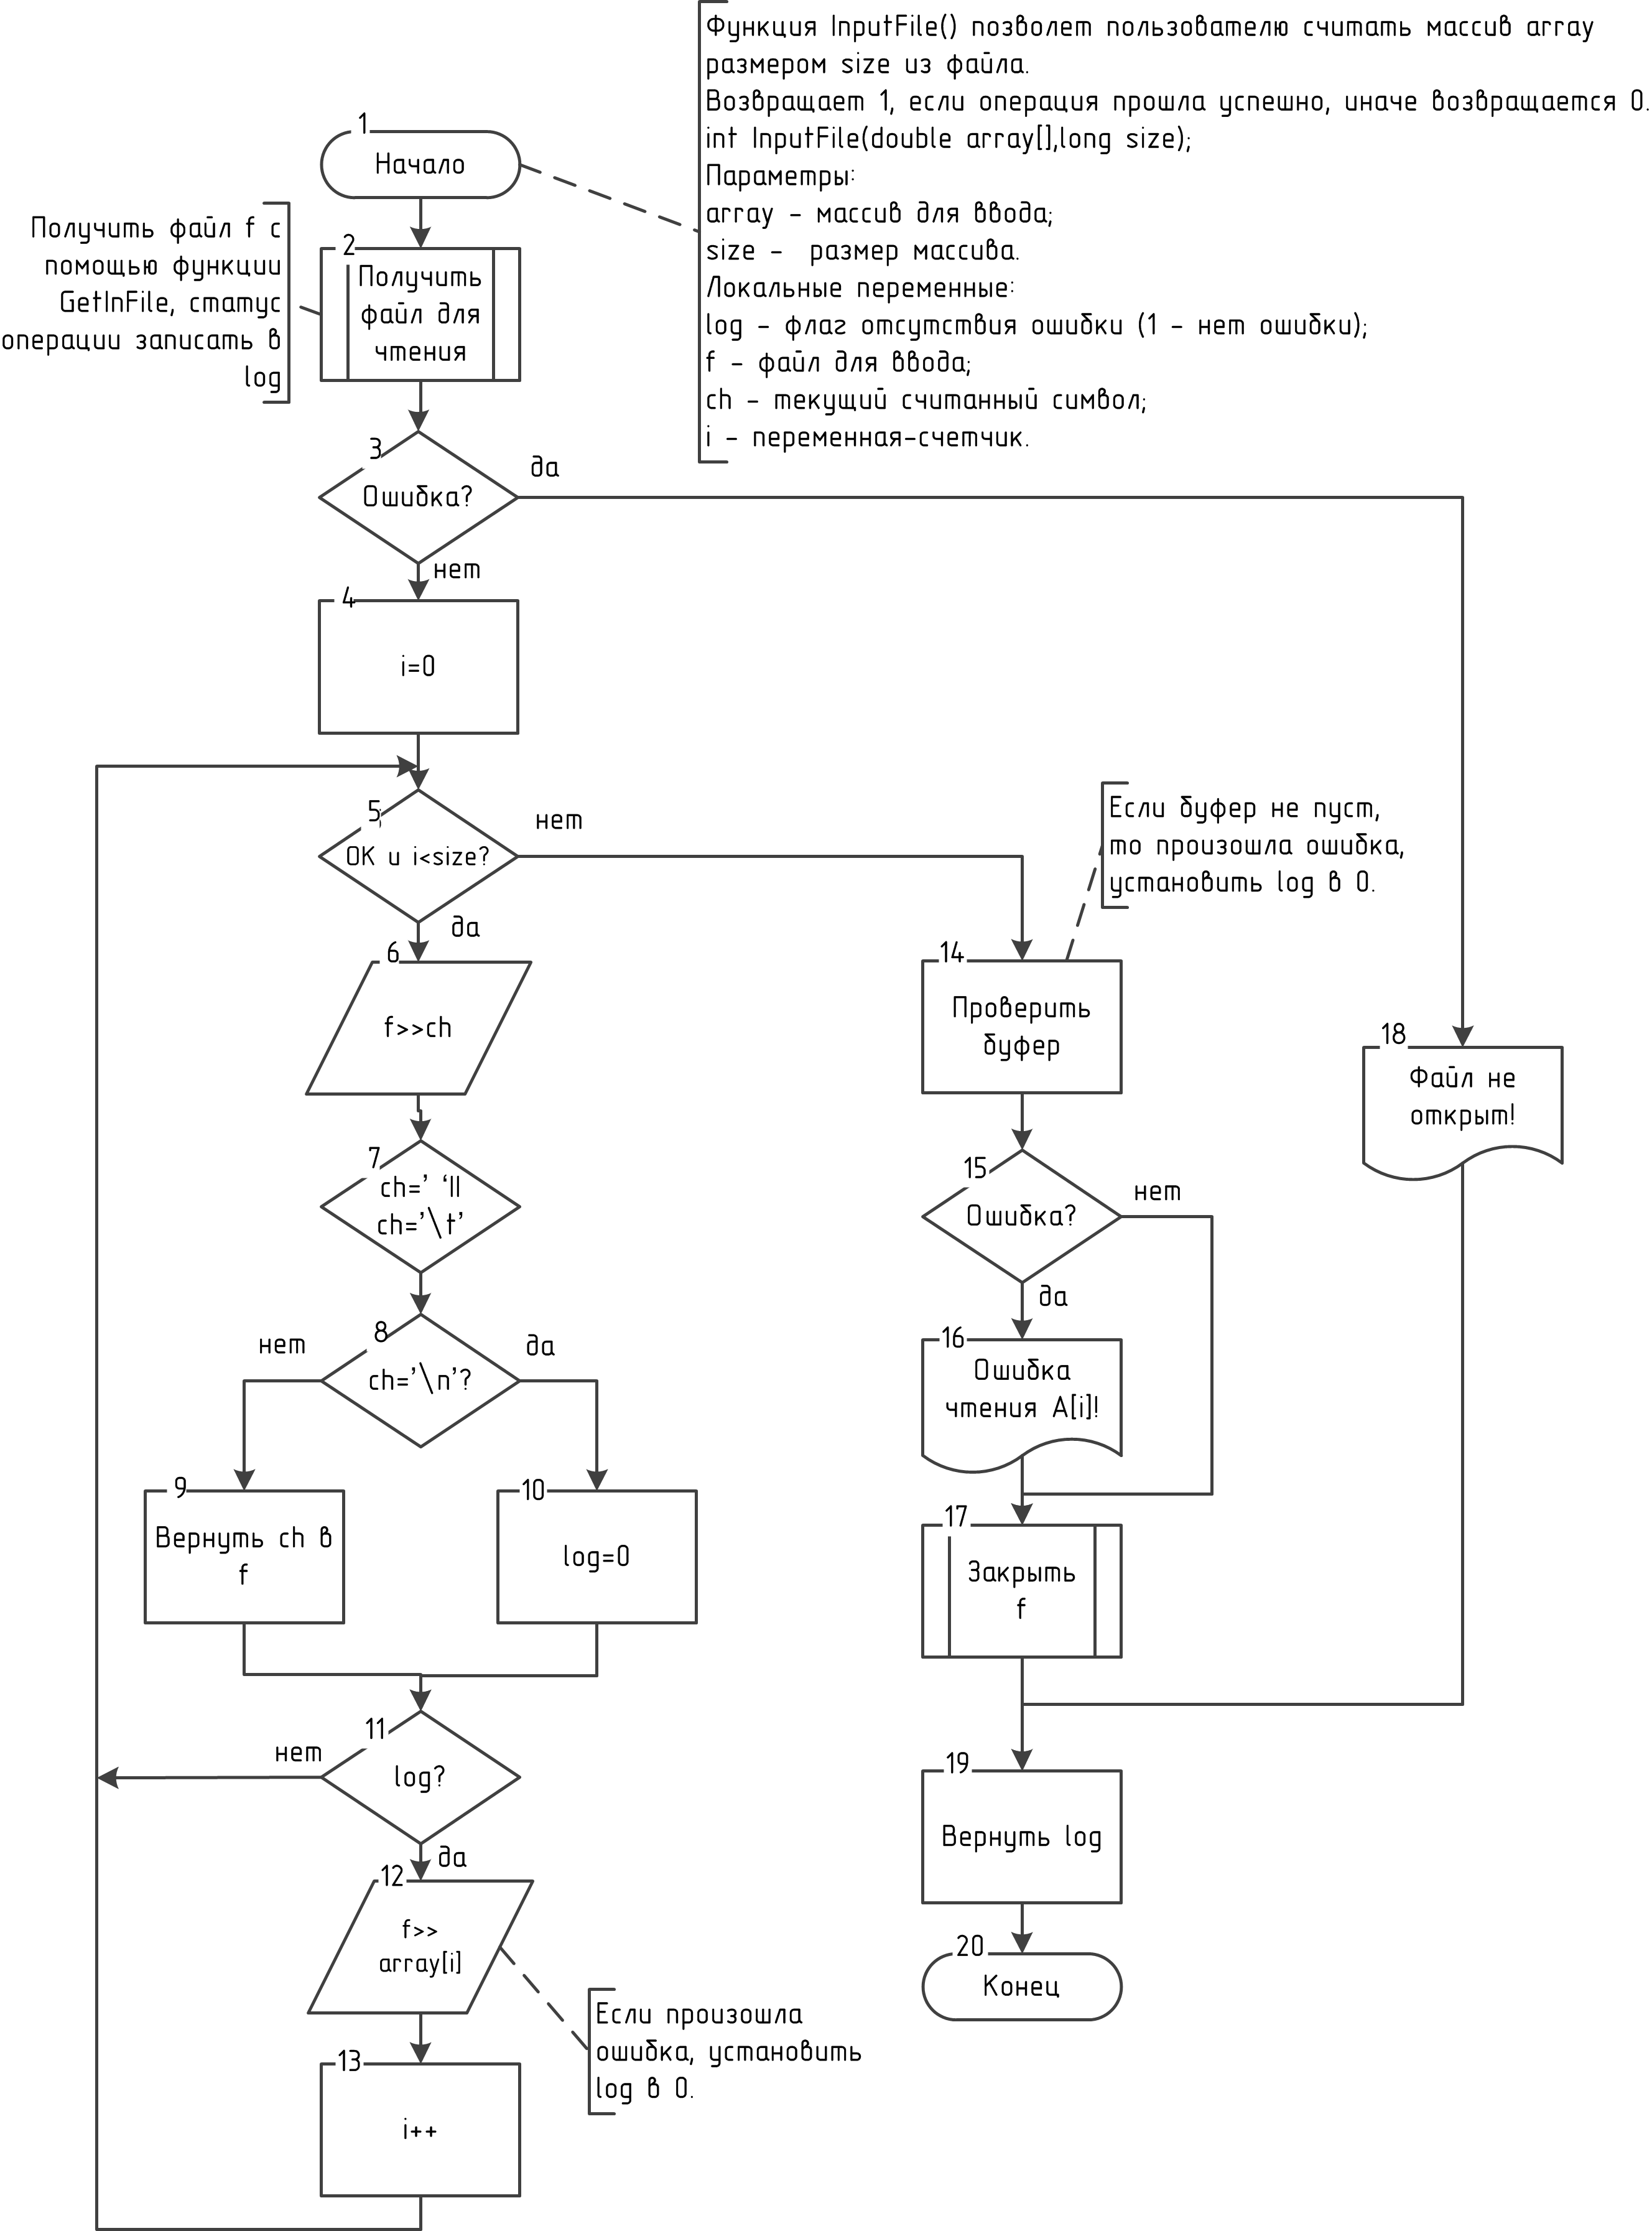 Функция InputFile() позволет пользователю считать массив array
размером size из файла.
Возвращает 1, если операция прошла успешно, иначе возвращается 0.
int InputFile(double array[],long size);
Параметры:
array - массив для ввода;
size - размер массива.
Локальные переменные:
log - флаг отсутствия ошибки (1 - нет ошибки);
f - файл для ввода;
ch - текущий считанный символ;
i - переменная-счетчик.
1
Начало
Получить файл f с
помощью функции
GetInFile, статус
операции записать в
log
2
Получить
файл для
чтения
3
Ошибка?
да
нет
4
i=0
5
OK и i<size?
нет
да
6
f>>ch
7
ch=' ‘||
ch='\t'
8
ch='\n'?
нет
да
9
Вернуть ch в
f
10
log=0
11
log?
нет
да
12
f>>
array[i]
Если произошла
ошибка, установить
log в 0.
13
i++
Если буфер не пуст,
то произошла ошибка,
установить log в 0.
14
Проверить
буфер
15
Ошибка?
нет
да
16
Ошибка
чтения A[i]!
17
Закрыть
f
18
Файл не
открыт!
19
Вернуть log
20
Конец